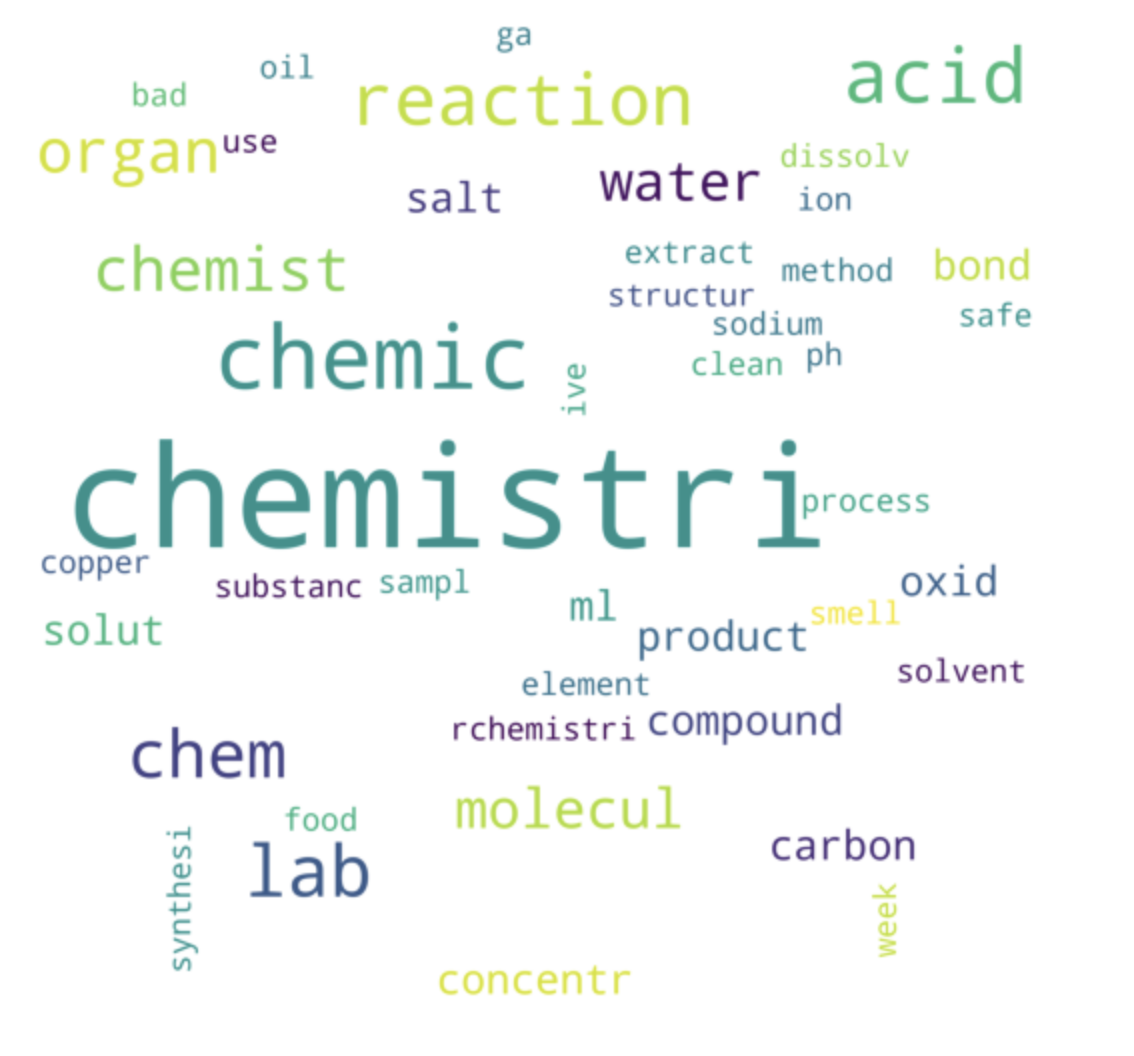 ga
oil
bad
reaction
acid
organ
use
water
dissolv
salt
ion
chemist
extract
method
bond
structur
sodium
safe
chemic
clean
ph
ive
chemistri
process
copper
substanc
sampl
ml
oxid
smell
solut
product
solvent
element
rchemistri
compound
chem
molecul
food
carbon
lab
synthesi
week
concentr